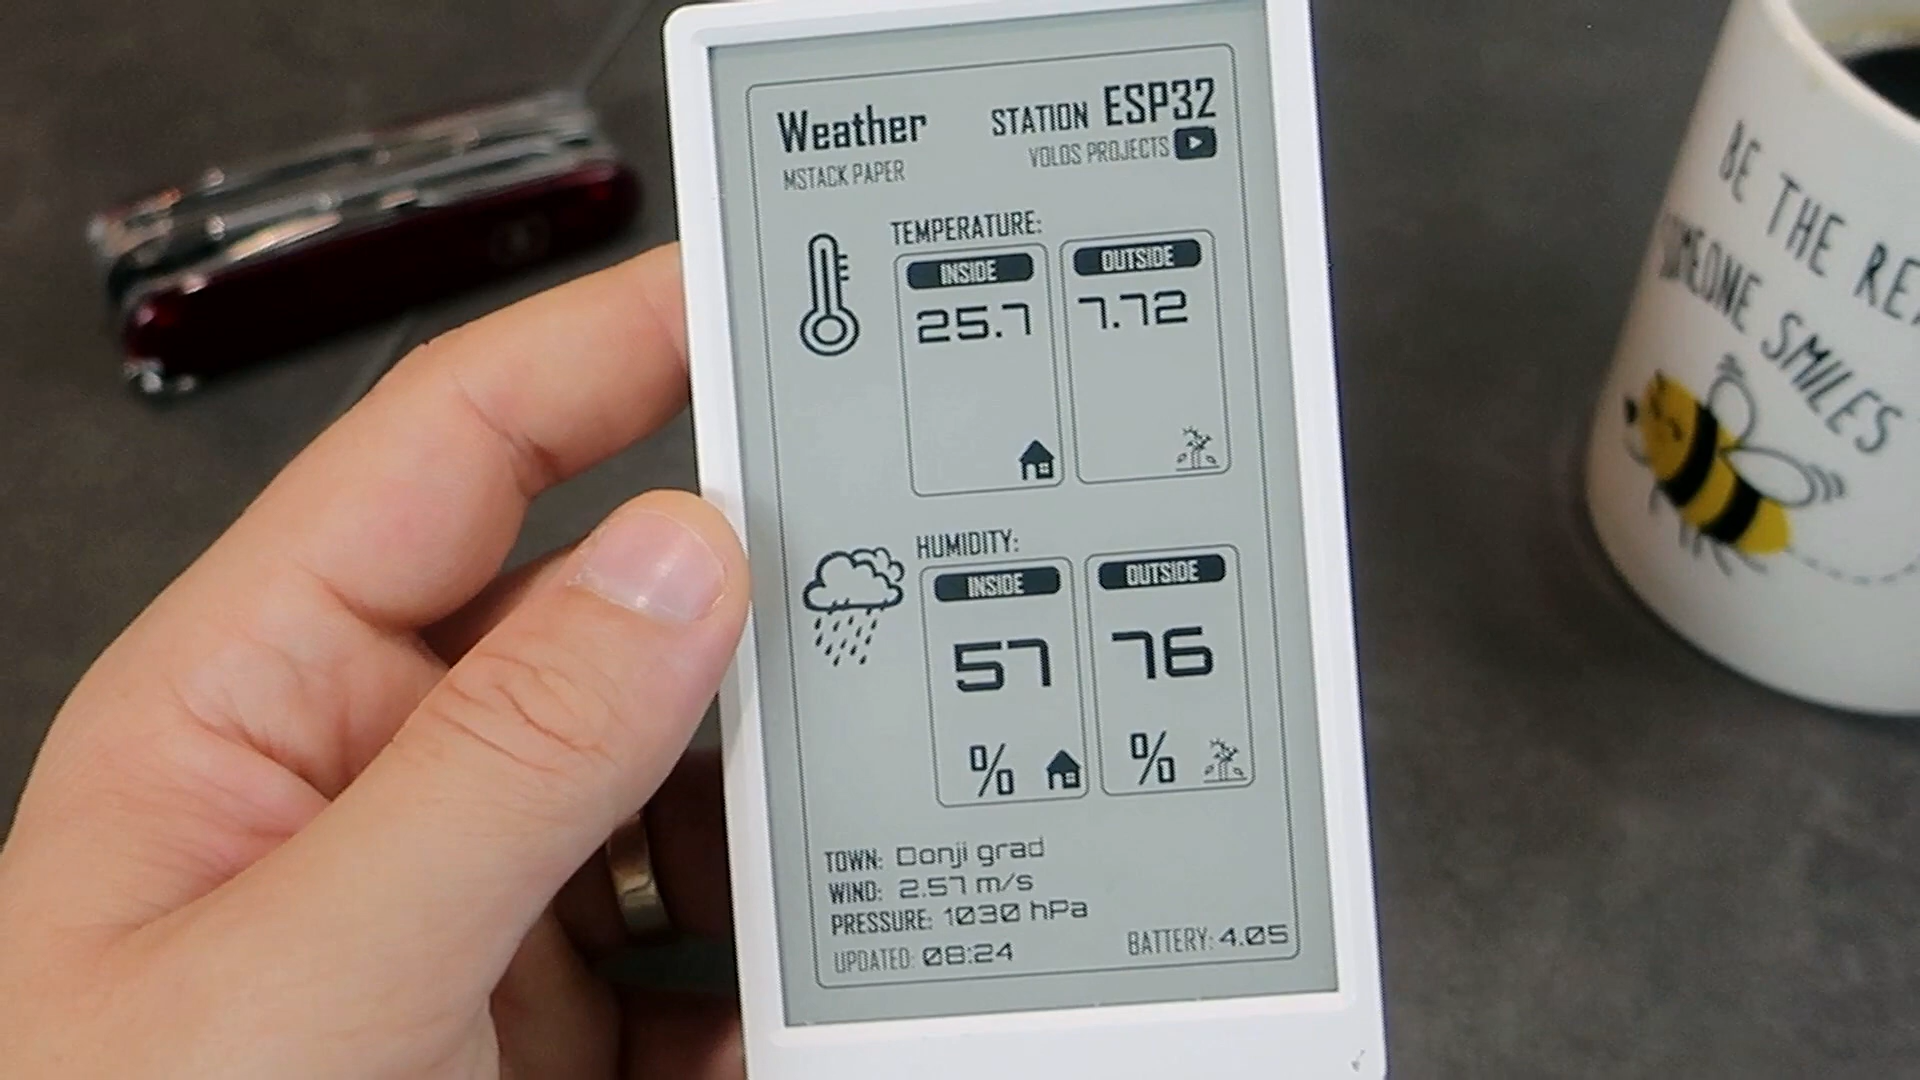 Weather STATION ESP32
MSTACK PAPER VOLOS PROJECTS
TEMPERATURE:
INSIDE OUTSIDE
25.7 7.72
HUMIDITY:
INSIDE OUTSIDE
57 76
% %
TOWN: Donji grad
WIND: 2.57 m/s
PRESSURE: 1030 hPa
UPDATED: 08:24 BATTERY: 4.05
BE THE
SOMEONE SMILES